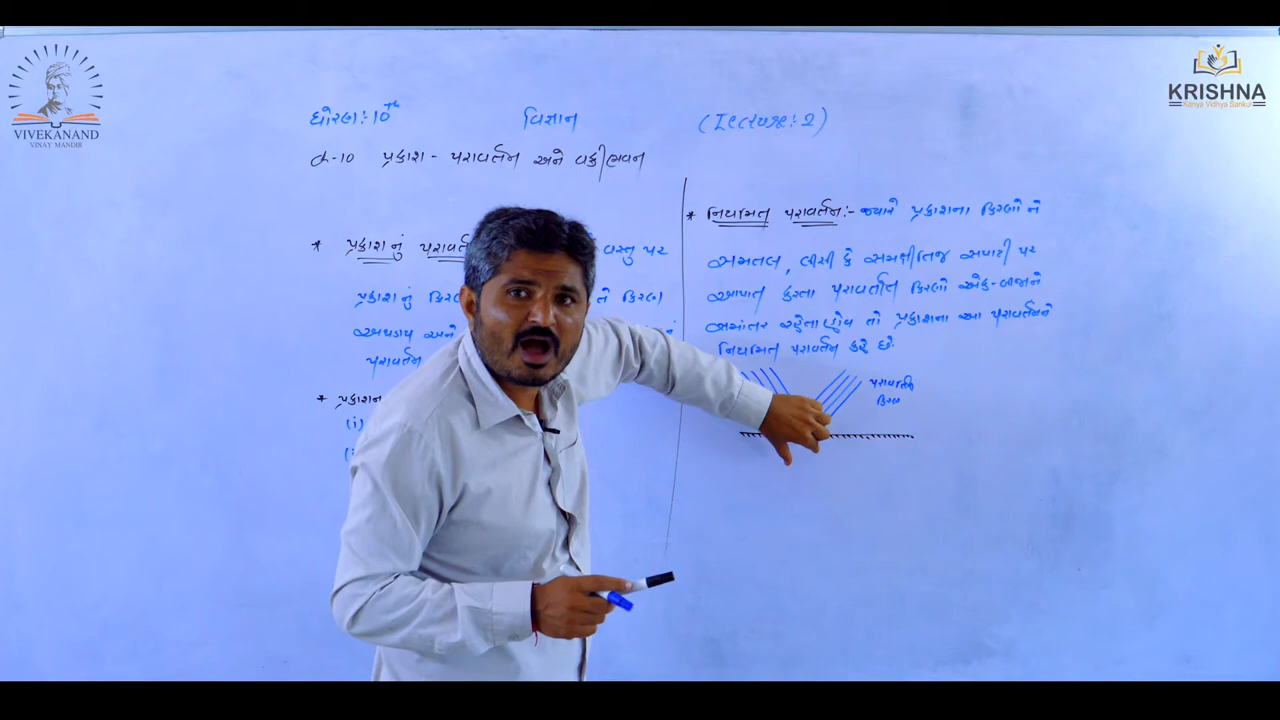 VIVEKANAND
VINAY MANDIR
KRISHNA
Kanya Vidhya Sankul
ધોરણ : 10th વિજ્ઞાન (Lecture : 2)
ch-10 પ્રકાશ - પરાવર્તન અને વક્રીભવન
* પ્રકાશનું પરાવર્ત વસ્તુ પર
પ્રકાશનું કિર તે કિરણ
અથડાય અને
પરાવર્તન
* પ્રકાશન
(i)
* નિયમિત પરાવર્તન :- જ્યારે પ્રકાશના કિરણો ને
સમતલ, લીસી કે સમક્ષીતિજ સપાટી પર
આપાત કરતા પરાવર્તીત કિરણો એક-બીજાને
સમાંતર રહેતા હોય તો પ્રકાશના આ પરાવર્તનને
નિયમિત પરાવર્તન કહે છે.
પરાવર્તીત
કિરણ